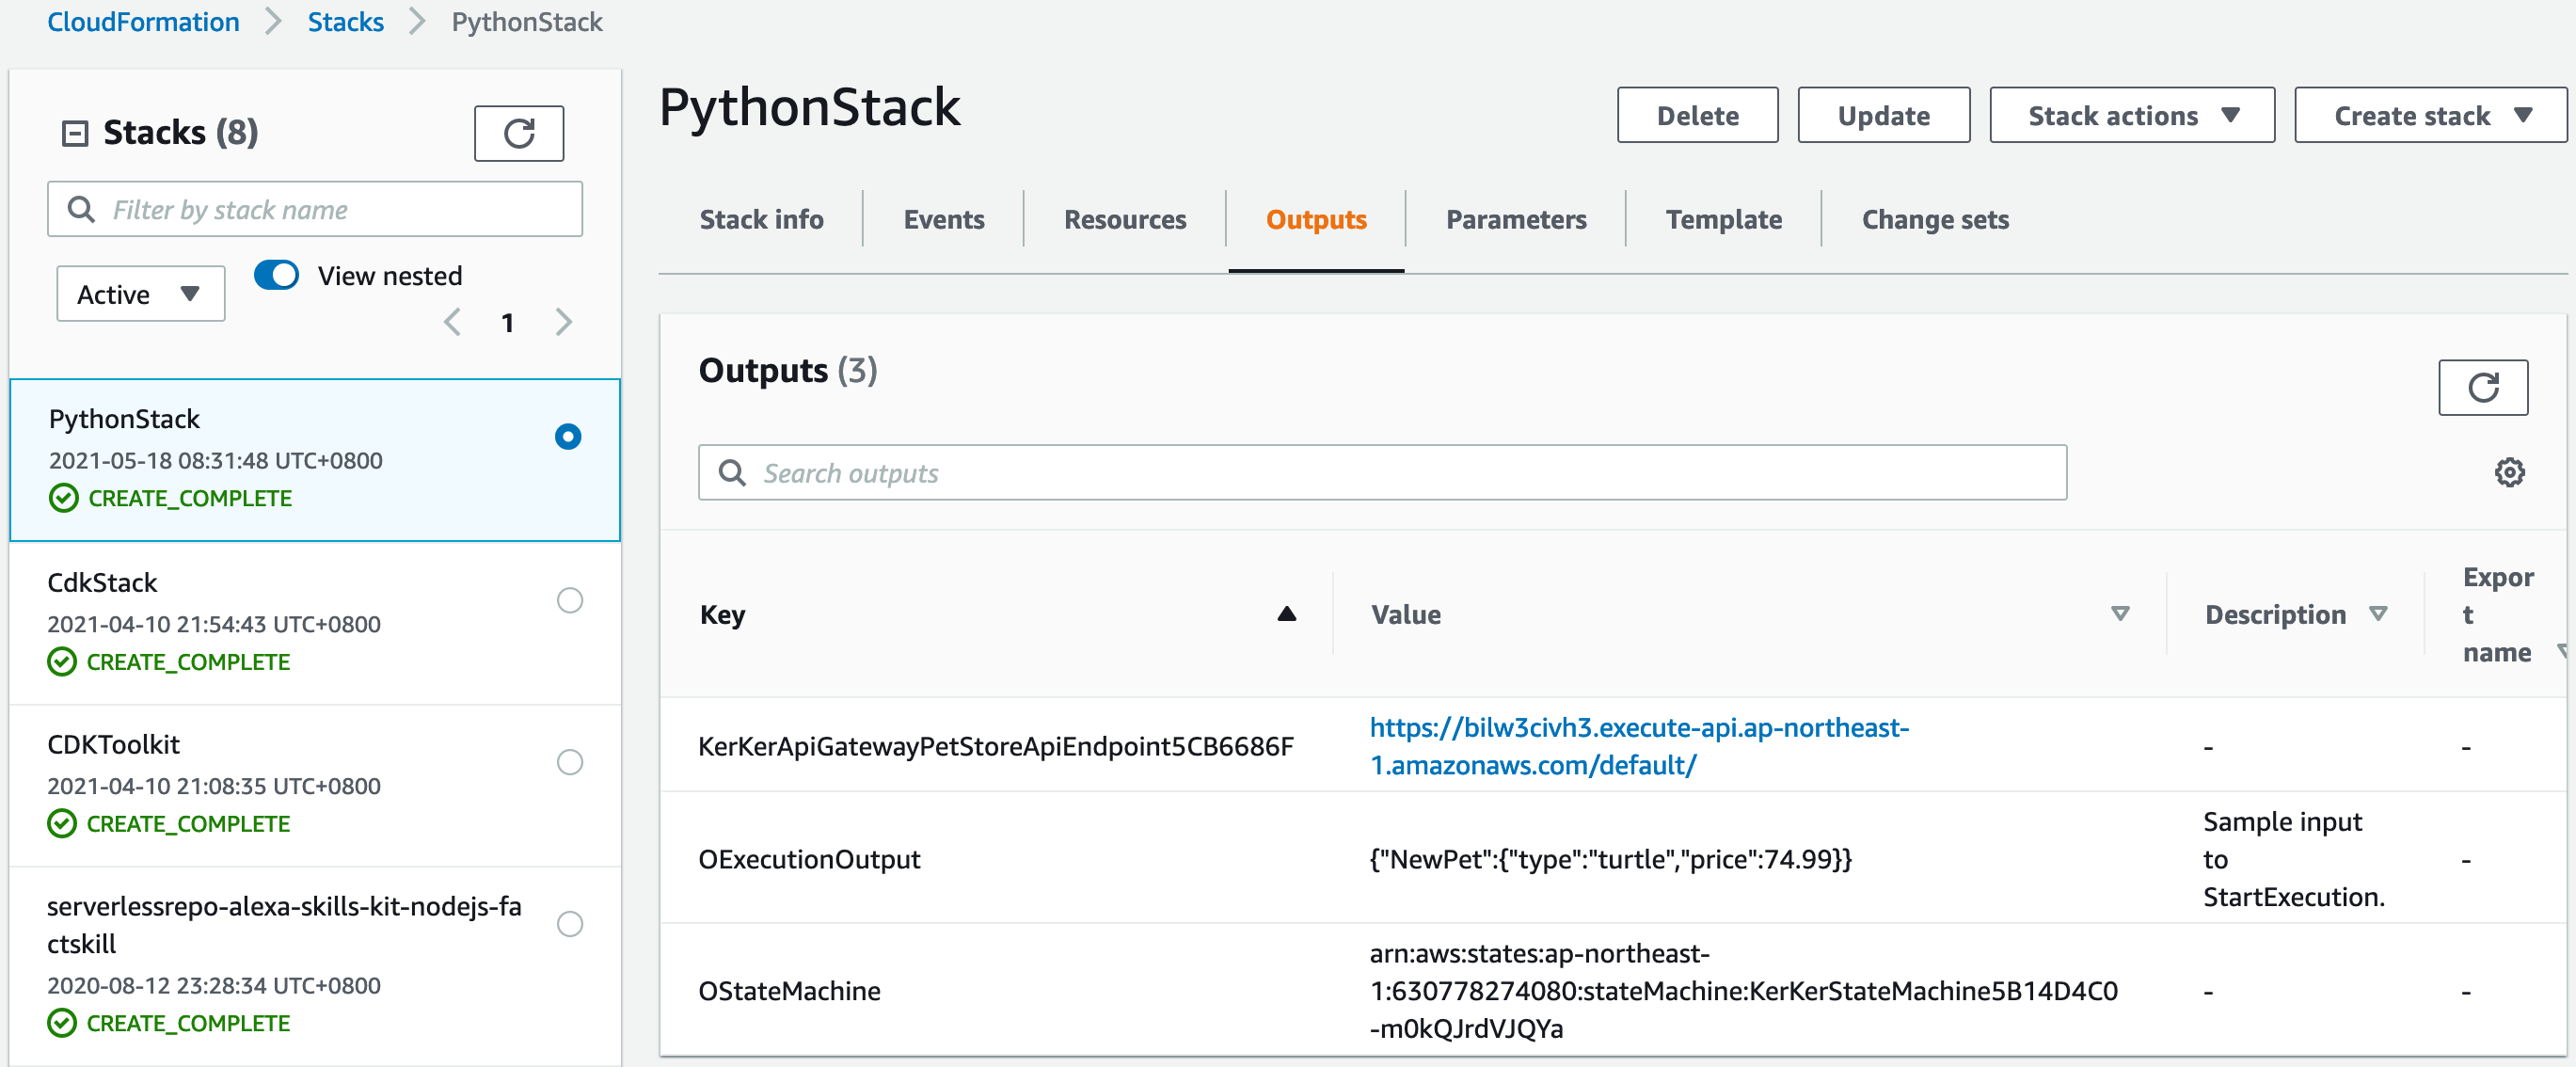 CloudFormation > Stacks > PythonStack
Stacks (8)
Filter by stack name
Active
View nested
1
PythonStack
2021-05-18 08:31:48 UTC+0800
CREATE_COMPLETE
CdkStack
2021-04-10 21:54:43 UTC+0800
CREATE_COMPLETE
CDKToolkit
2021-04-10 21:08:35 UTC+0800
CREATE_COMPLETE
serverlessrepo-alexa-skills-kit-nodejs-fa
ctskill
2020-08-12 23:28:34 UTC+0800
CREATE_COMPLETE
PythonStack
Delete
Update
Stack actions
Create stack
Stack info
Events
Resources
Outputs
Parameters
Template
Change sets
Outputs (3)
Search outputs
Key
Value
Description
Expor
t
name
KerKerApiGatewayPetStoreApiEndpoint5CB6686F
https://bilw3civh3.execute-api.ap-northeast-
1.amazonaws.com/default/
-
-
OExecutionOutput
{"NewPet":{"type":"turtle","price":74.99}}
Sample input
to
StartExecution.
-
OStateMachine
arn:aws:states:ap-northeast-
1:630778274080:stateMachine:KerKerStateMachine5B14D4C0
-m0kQJrdVJQYa
-
-